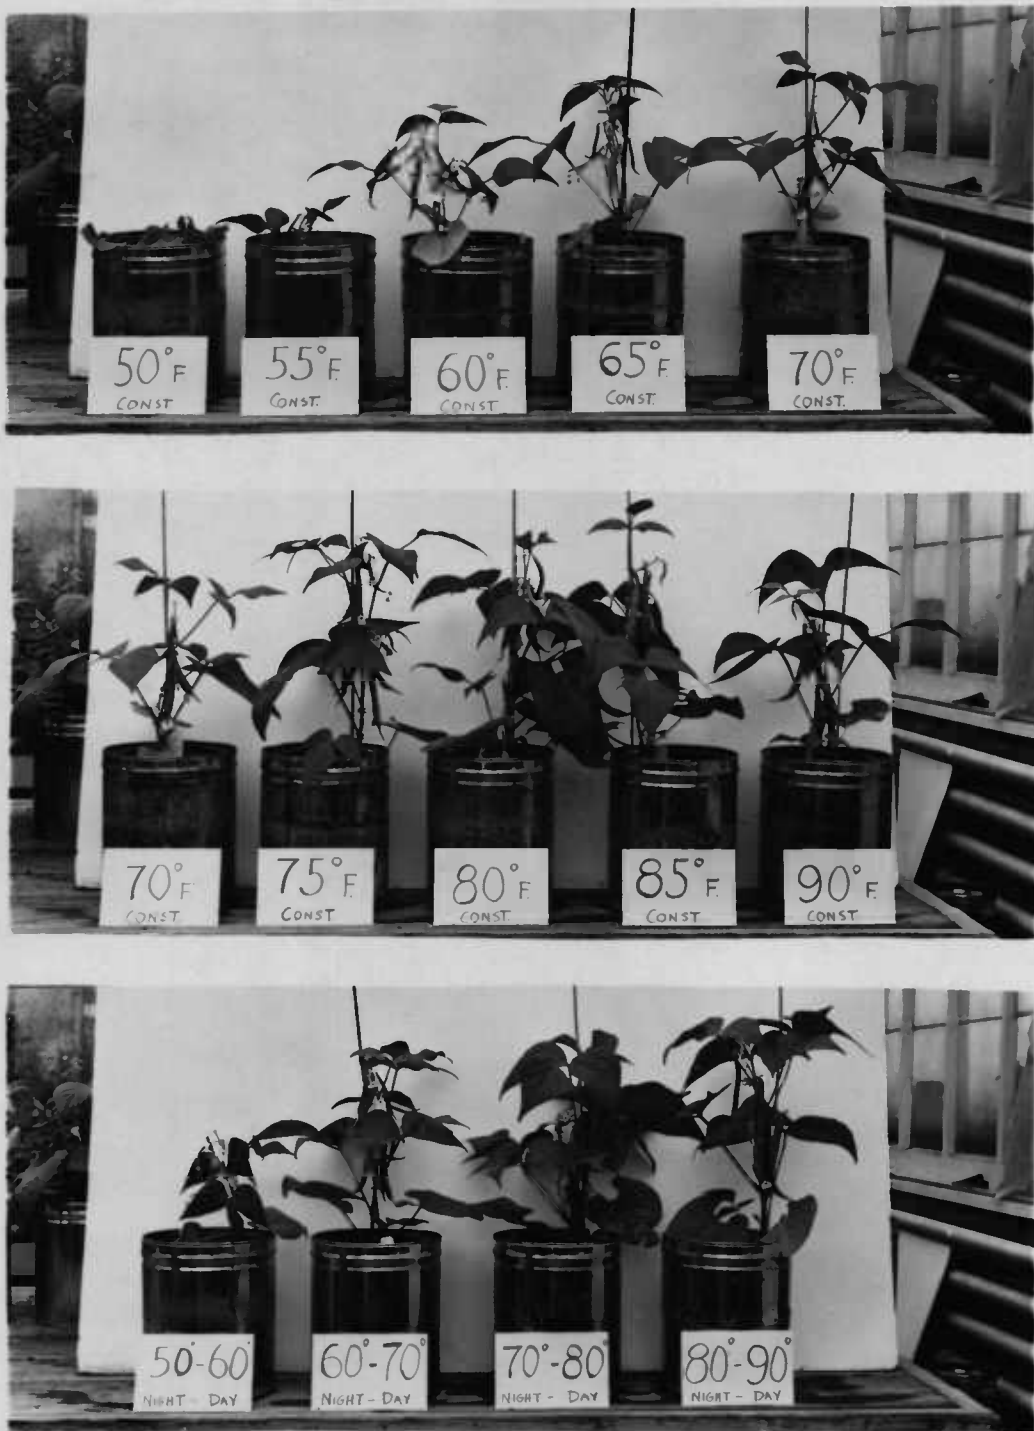 50° F.
CONST
55° F.
CONST.
60° F.
CONST
65° F.
CONST.
70° F.
CONST.
70° F
CONST.
75° F.
CONST
80° F.
CONST
85° F.
CONST
90° F.
CONST
50°-60°
NIGHT - DAY
60°-70°
NIGHT - DAY
70°-80°
NIGHT - DAY
80°-90°
NIGHT - DAY